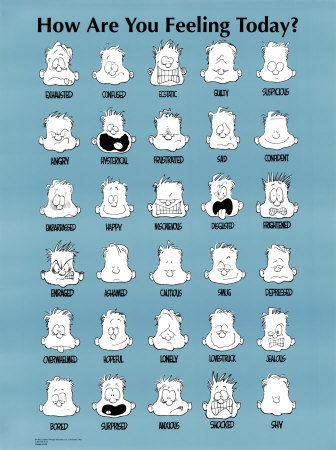 How Are You Feeling Today?
EXHAUSTED CONFUSED ECSTATIC GUILTY SUSPICIOUS
ANGRY HYSTERICAL FRUSTRATED SAD CONFIDENT
EMBARRASSED HAPPY MISCHIEVOUS DISGUSTED FRIGHTENED
ENRAGED ASHAMED CAUTIOUS SMUG DEPRESSED
OVERWHELMED HOPEFUL LONELY LOVESTRUCK JEALOUS
BORED SURPRISED ANXIOUS SHOCKED SHY